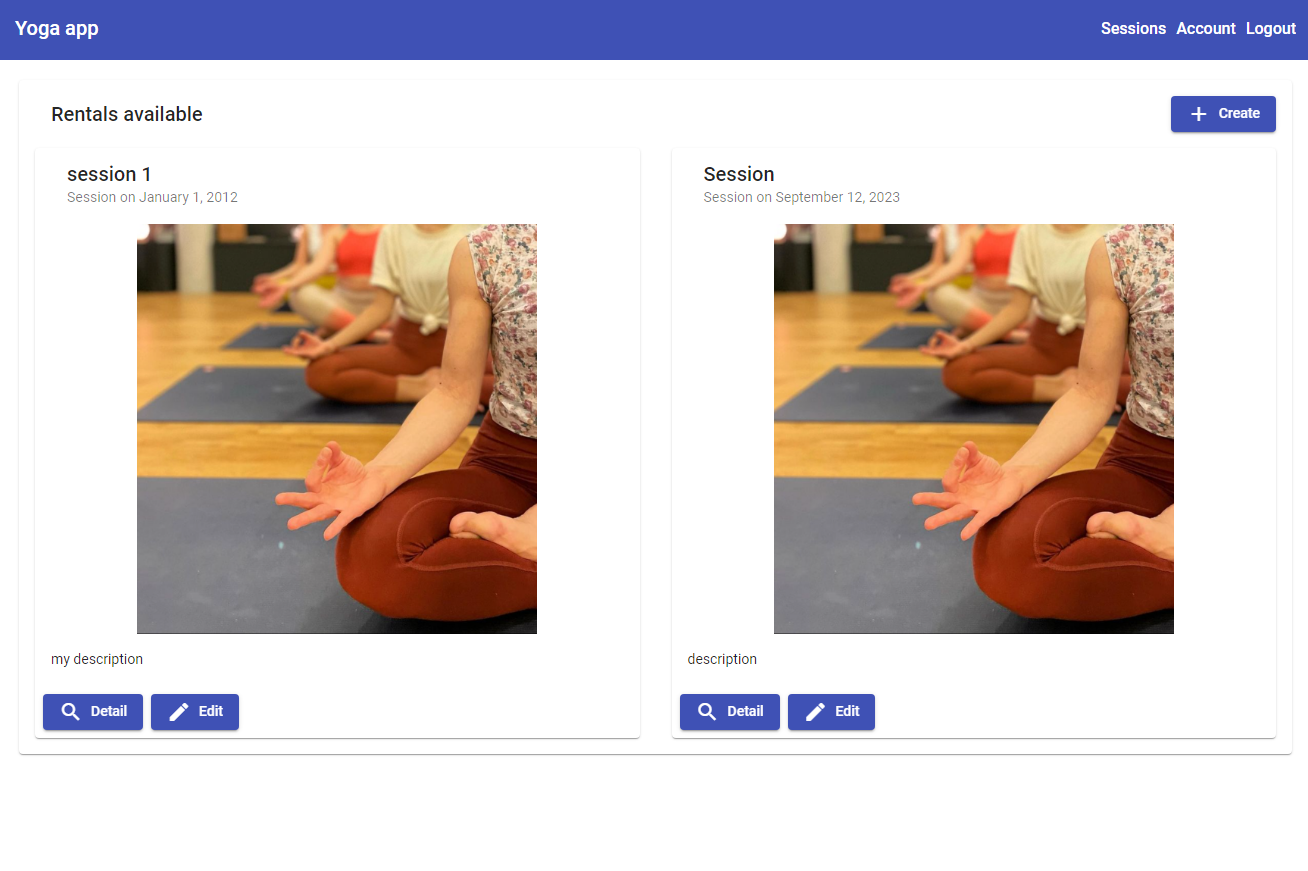 Yoga app
Sessions Account Logout
Rentals available
Create
session 1
Session on January 1, 2012
my description
Detail
Edit
Session
Session on September 12, 2023
description
Detail
Edit